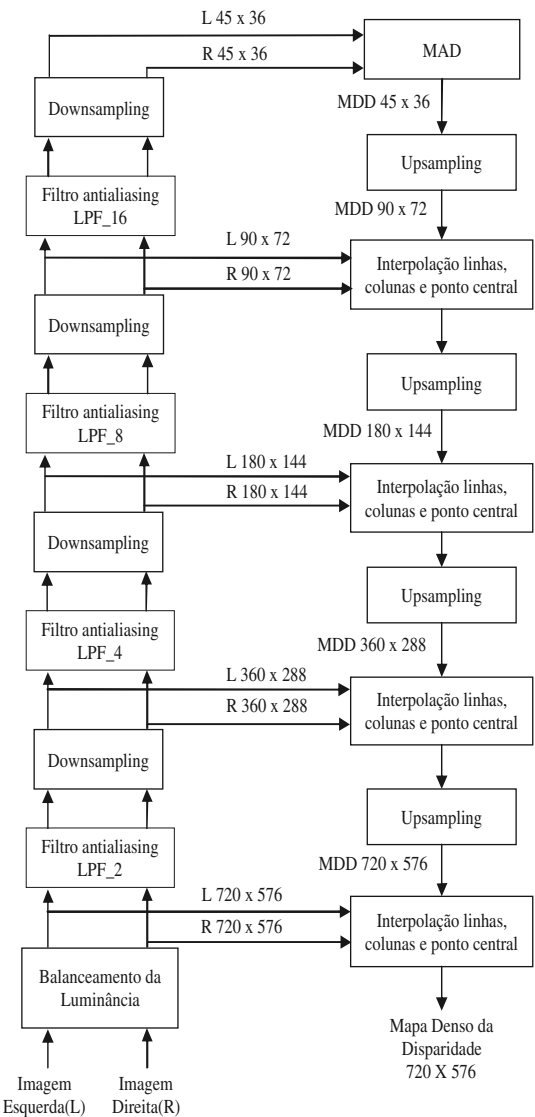 L 45 x 36
R 45 x 36
MAD
Downsampling
MDD 45 x 36
Upsampling
Filtro antialiasing
LPF_16
MDD 90 x 72
L 90 x 72
R 90 x 72
Interpolação linhas,
colunas e ponto central
Downsampling
Upsampling
Filtro antialiasing
LPF_8
MDD 180 x 144
L 180 x 144
R 180 x 144
Interpolação linhas,
colunas e ponto central
Downsampling
Upsampling
Filtro antialiasing
LPF_4
MDD 360 x 288
L 360 x 288
R 360 x 288
Interpolação linhas,
colunas e ponto central
Downsampling
Upsampling
Filtro antialiasing
LPF_2
MDD 720 x 576
L 720 x 576
R 720 x 576
Interpolação linhas,
colunas e ponto central
Balanceamento da
Luminância
Mapa Denso da
Disparidade
720 X 576
Imagem
Esquerda(L)
Imagem
Direita(R)